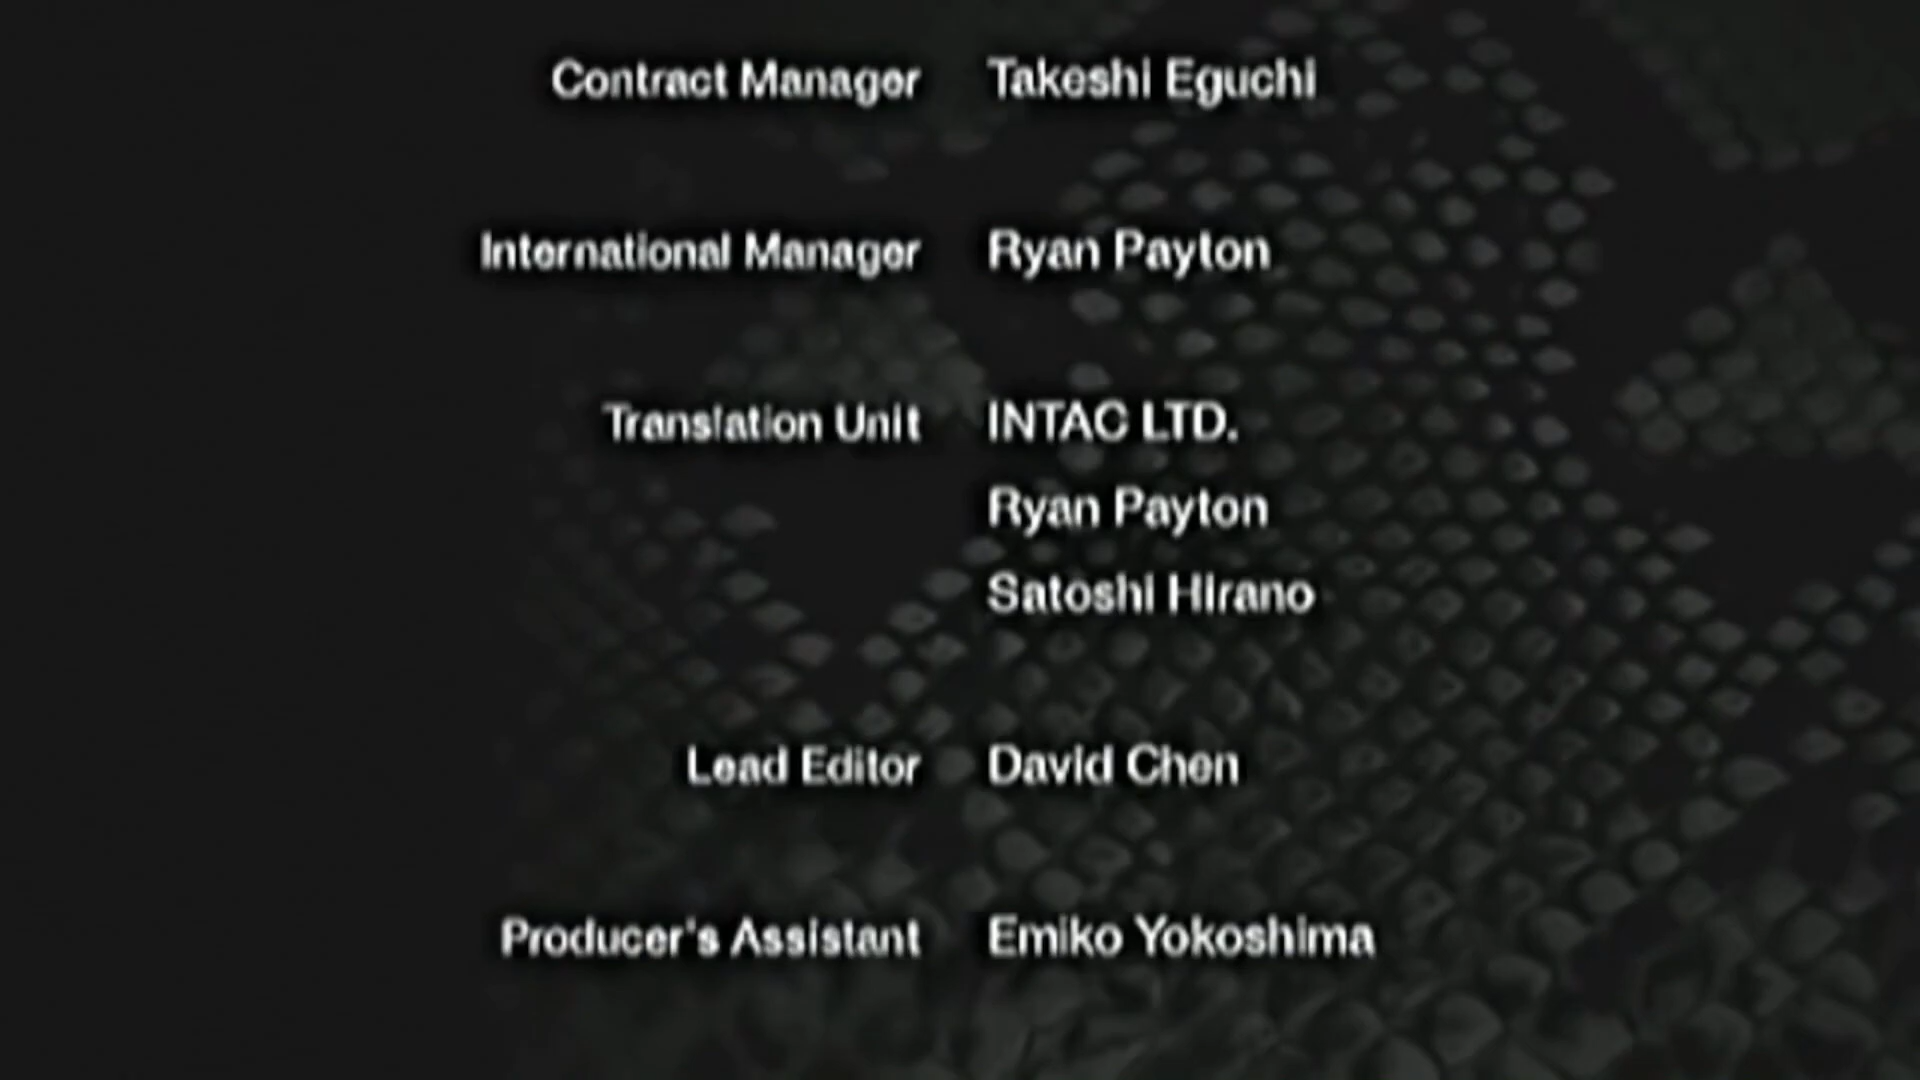 Contract Manager Takeshi Eguchi
International Manager Ryan Payton
Translation Unit INTAC LTD.
Ryan Payton
Satoshi Hirano
Lead Editor David Chen
Producer's Assistant Emiko Yokoshima